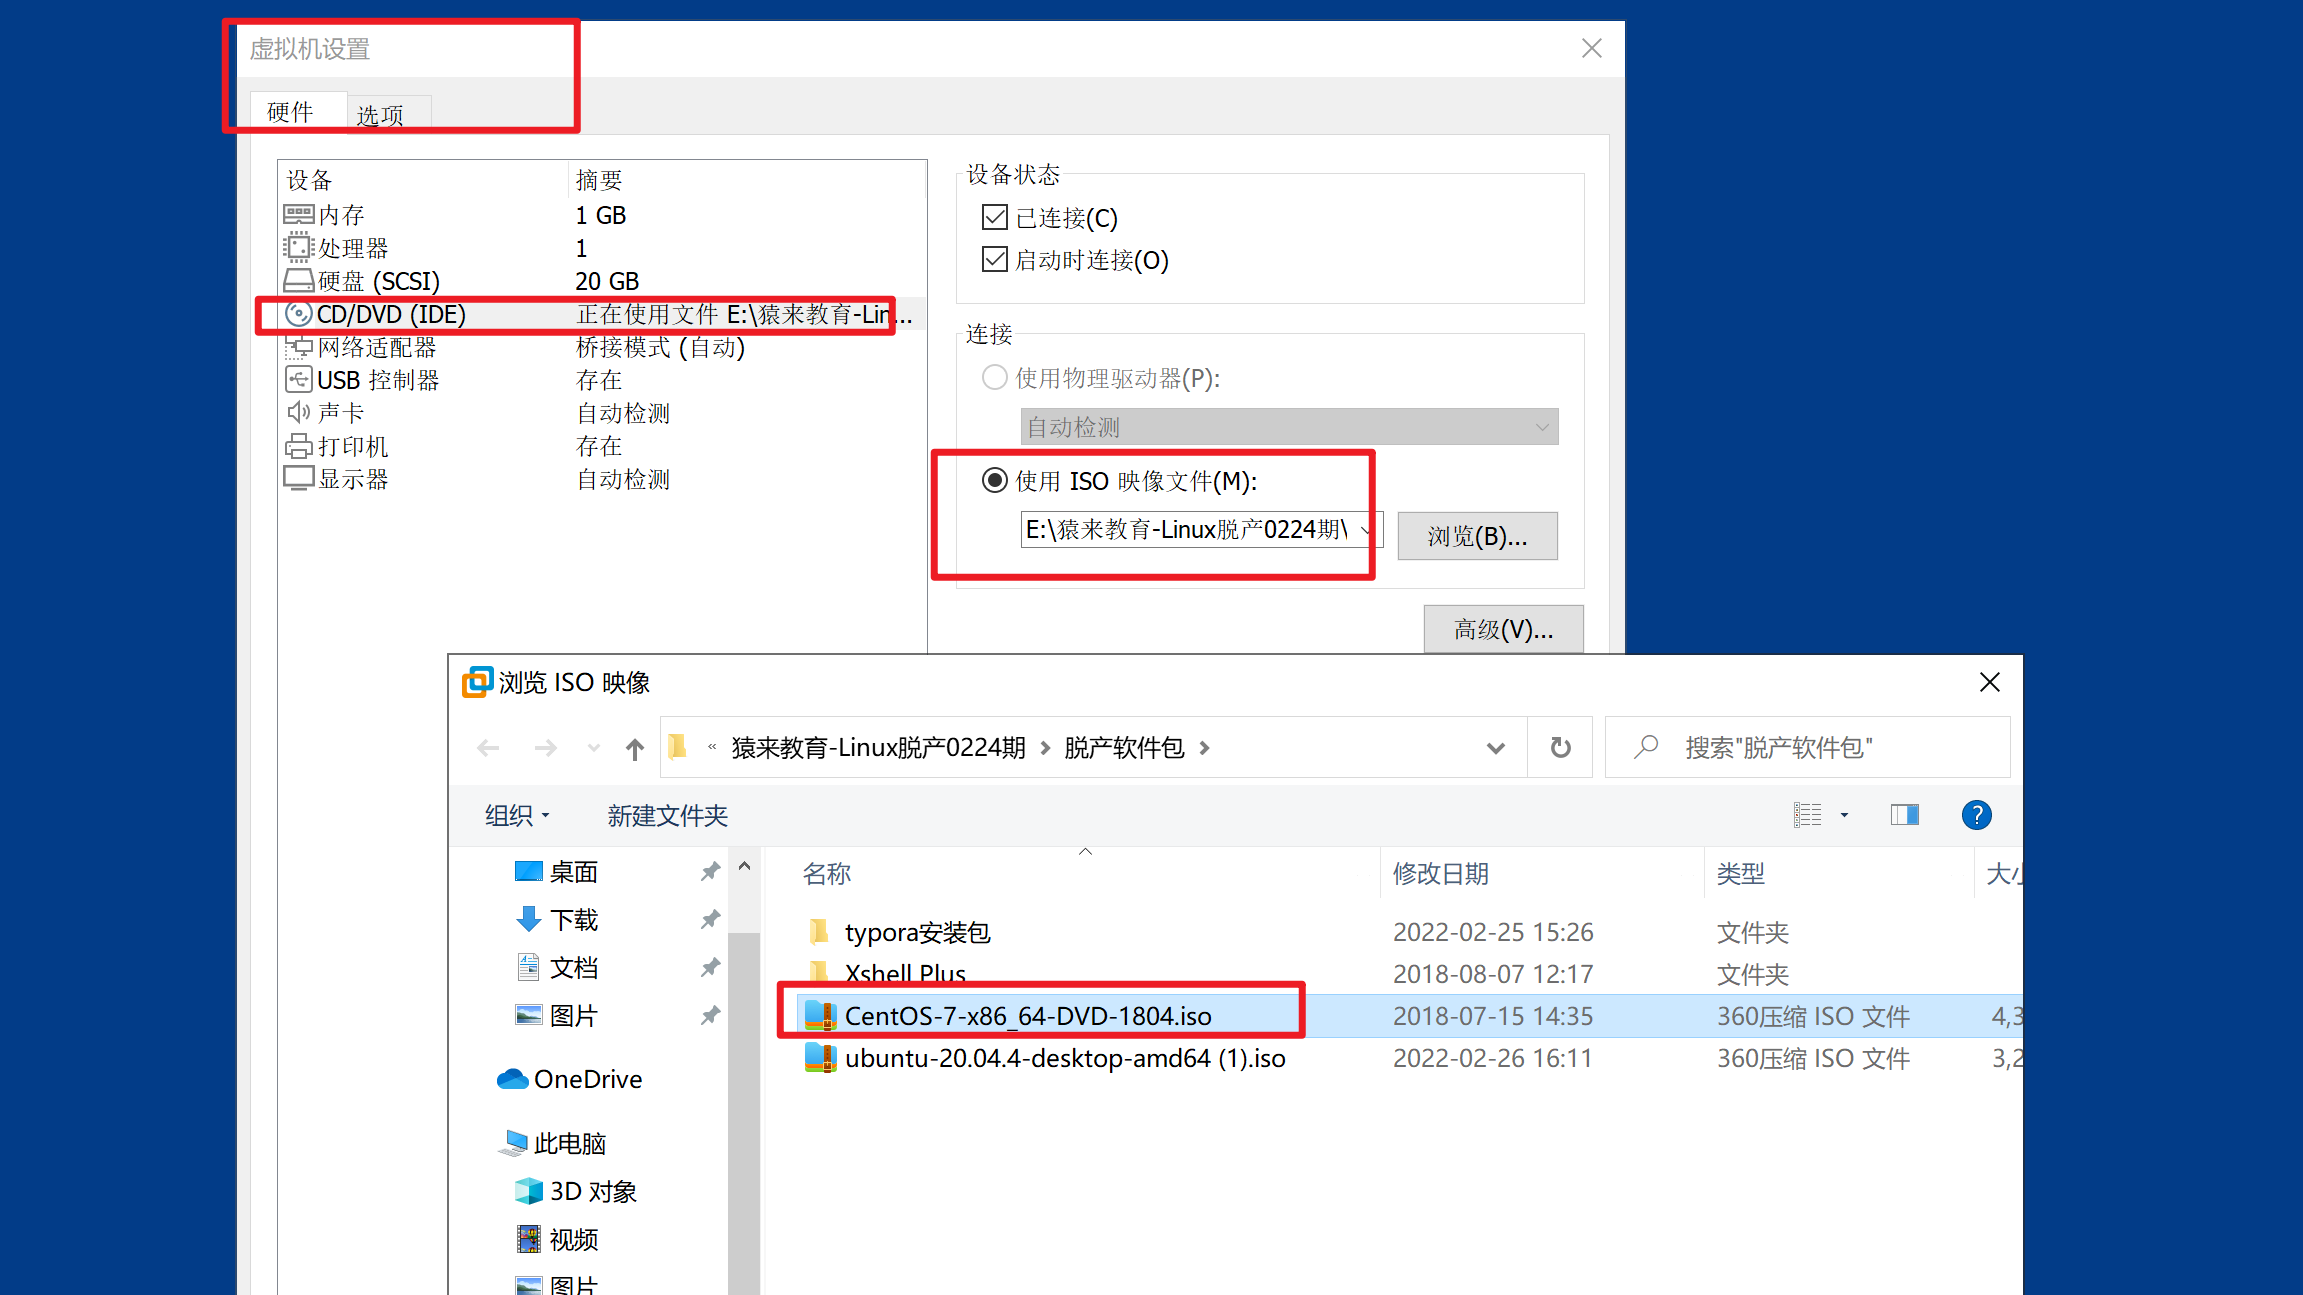 虚拟机设置
硬件 选项
设备 摘要
内存 1 GB
处理器 1
硬盘 (SCSI) 20 GB
CD/DVD (IDE) 正在使用文件 E:\猿来教育-Lin...
网络适配器 桥接模式 (自动)
USB 控制器 存在
声卡 自动检测
打印机 存在
显示器 自动检测
设备状态
已连接(C)
启动时连接(O)
连接
使用物理驱动器(P):
自动检测
使用 ISO 映像文件(M):
E:\猿来教育-Linux脱产0224期\
浏览(B)...
高级(V)...
浏览 ISO 映像
« 猿来教育-Linux脱产0224期 › 脱产软件包 ›
搜索"脱产软件包"
组织 新建文件夹
桌面
下载
文档
图片
OneDrive
此电脑
3D 对象
视频
图片
名称 修改日期 类型 大小
typora安装包 2022-02-25 15:26 文件夹
Xshell Plus 2018-08-07 12:17 文件夹
CentOS-7-x86_64-DVD-1804.iso 2018-07-15 14:35 360压缩 ISO 文件 4,3
ubuntu-20.04.4-desktop-amd64 (1).iso 2022-02-26 16:11 360压缩 ISO 文件 3,2